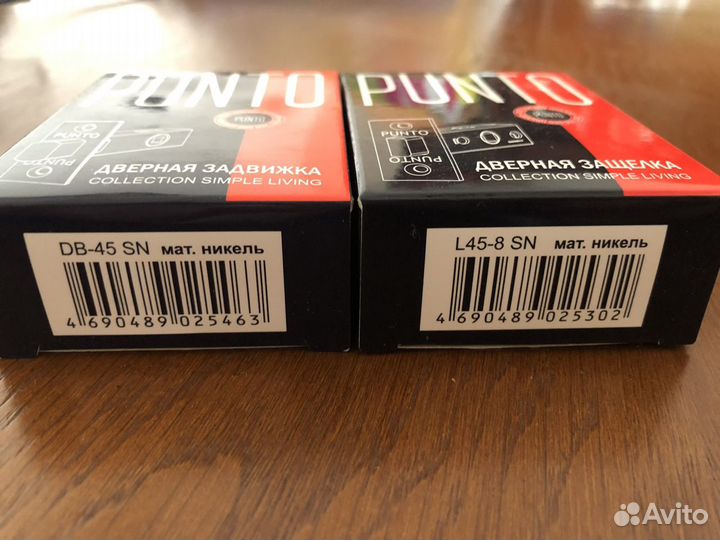 PUNTO
PUNTO
PUNTO
PUNTO
ДВЕРНАЯ ЗАДВИЖКА
COLLECTION SIMPLE LIVING
DB-45 SN мат. никель
4 690489 025463
PUNTO
PUNTO
PUNTO
ДВЕРНАЯ ЗАЩЕЛКА
COLLECTION SIMPLE LIVING
L45-8 SN мат. никель
4 690489 025302
Avito